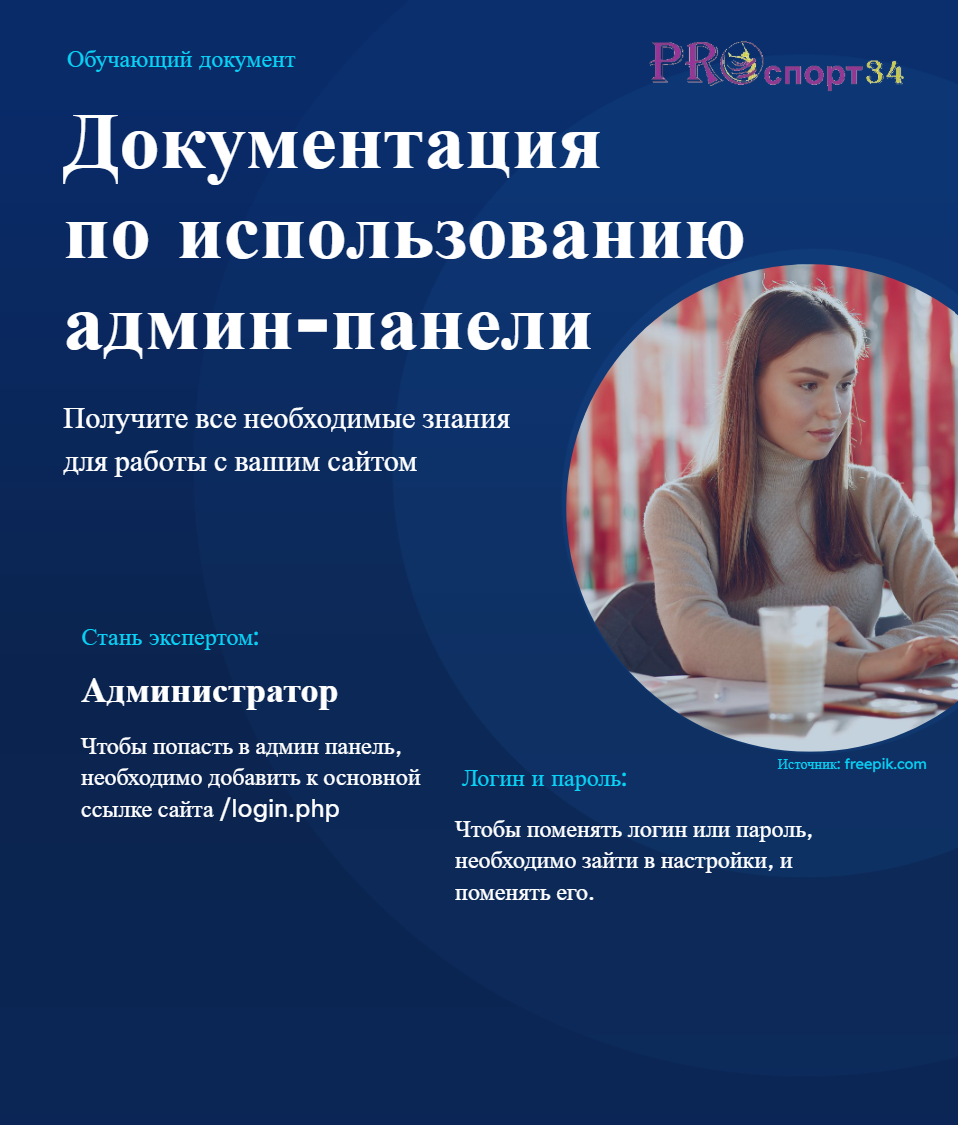 Обучающий документ
PROспорт34
Документация
по использованию
админ-панели
Получите все необходимые знания
для работы с вашим сайтом
Стань экспертом:
Администратор
Чтобы попасть в админ панель,
необходимо добавить к основной
ссылке сайта /login.php
Источник: freepik.com
Логин и пароль:
Чтобы поменять логин или пароль,
необходимо зайти в настройки, и
поменять его.